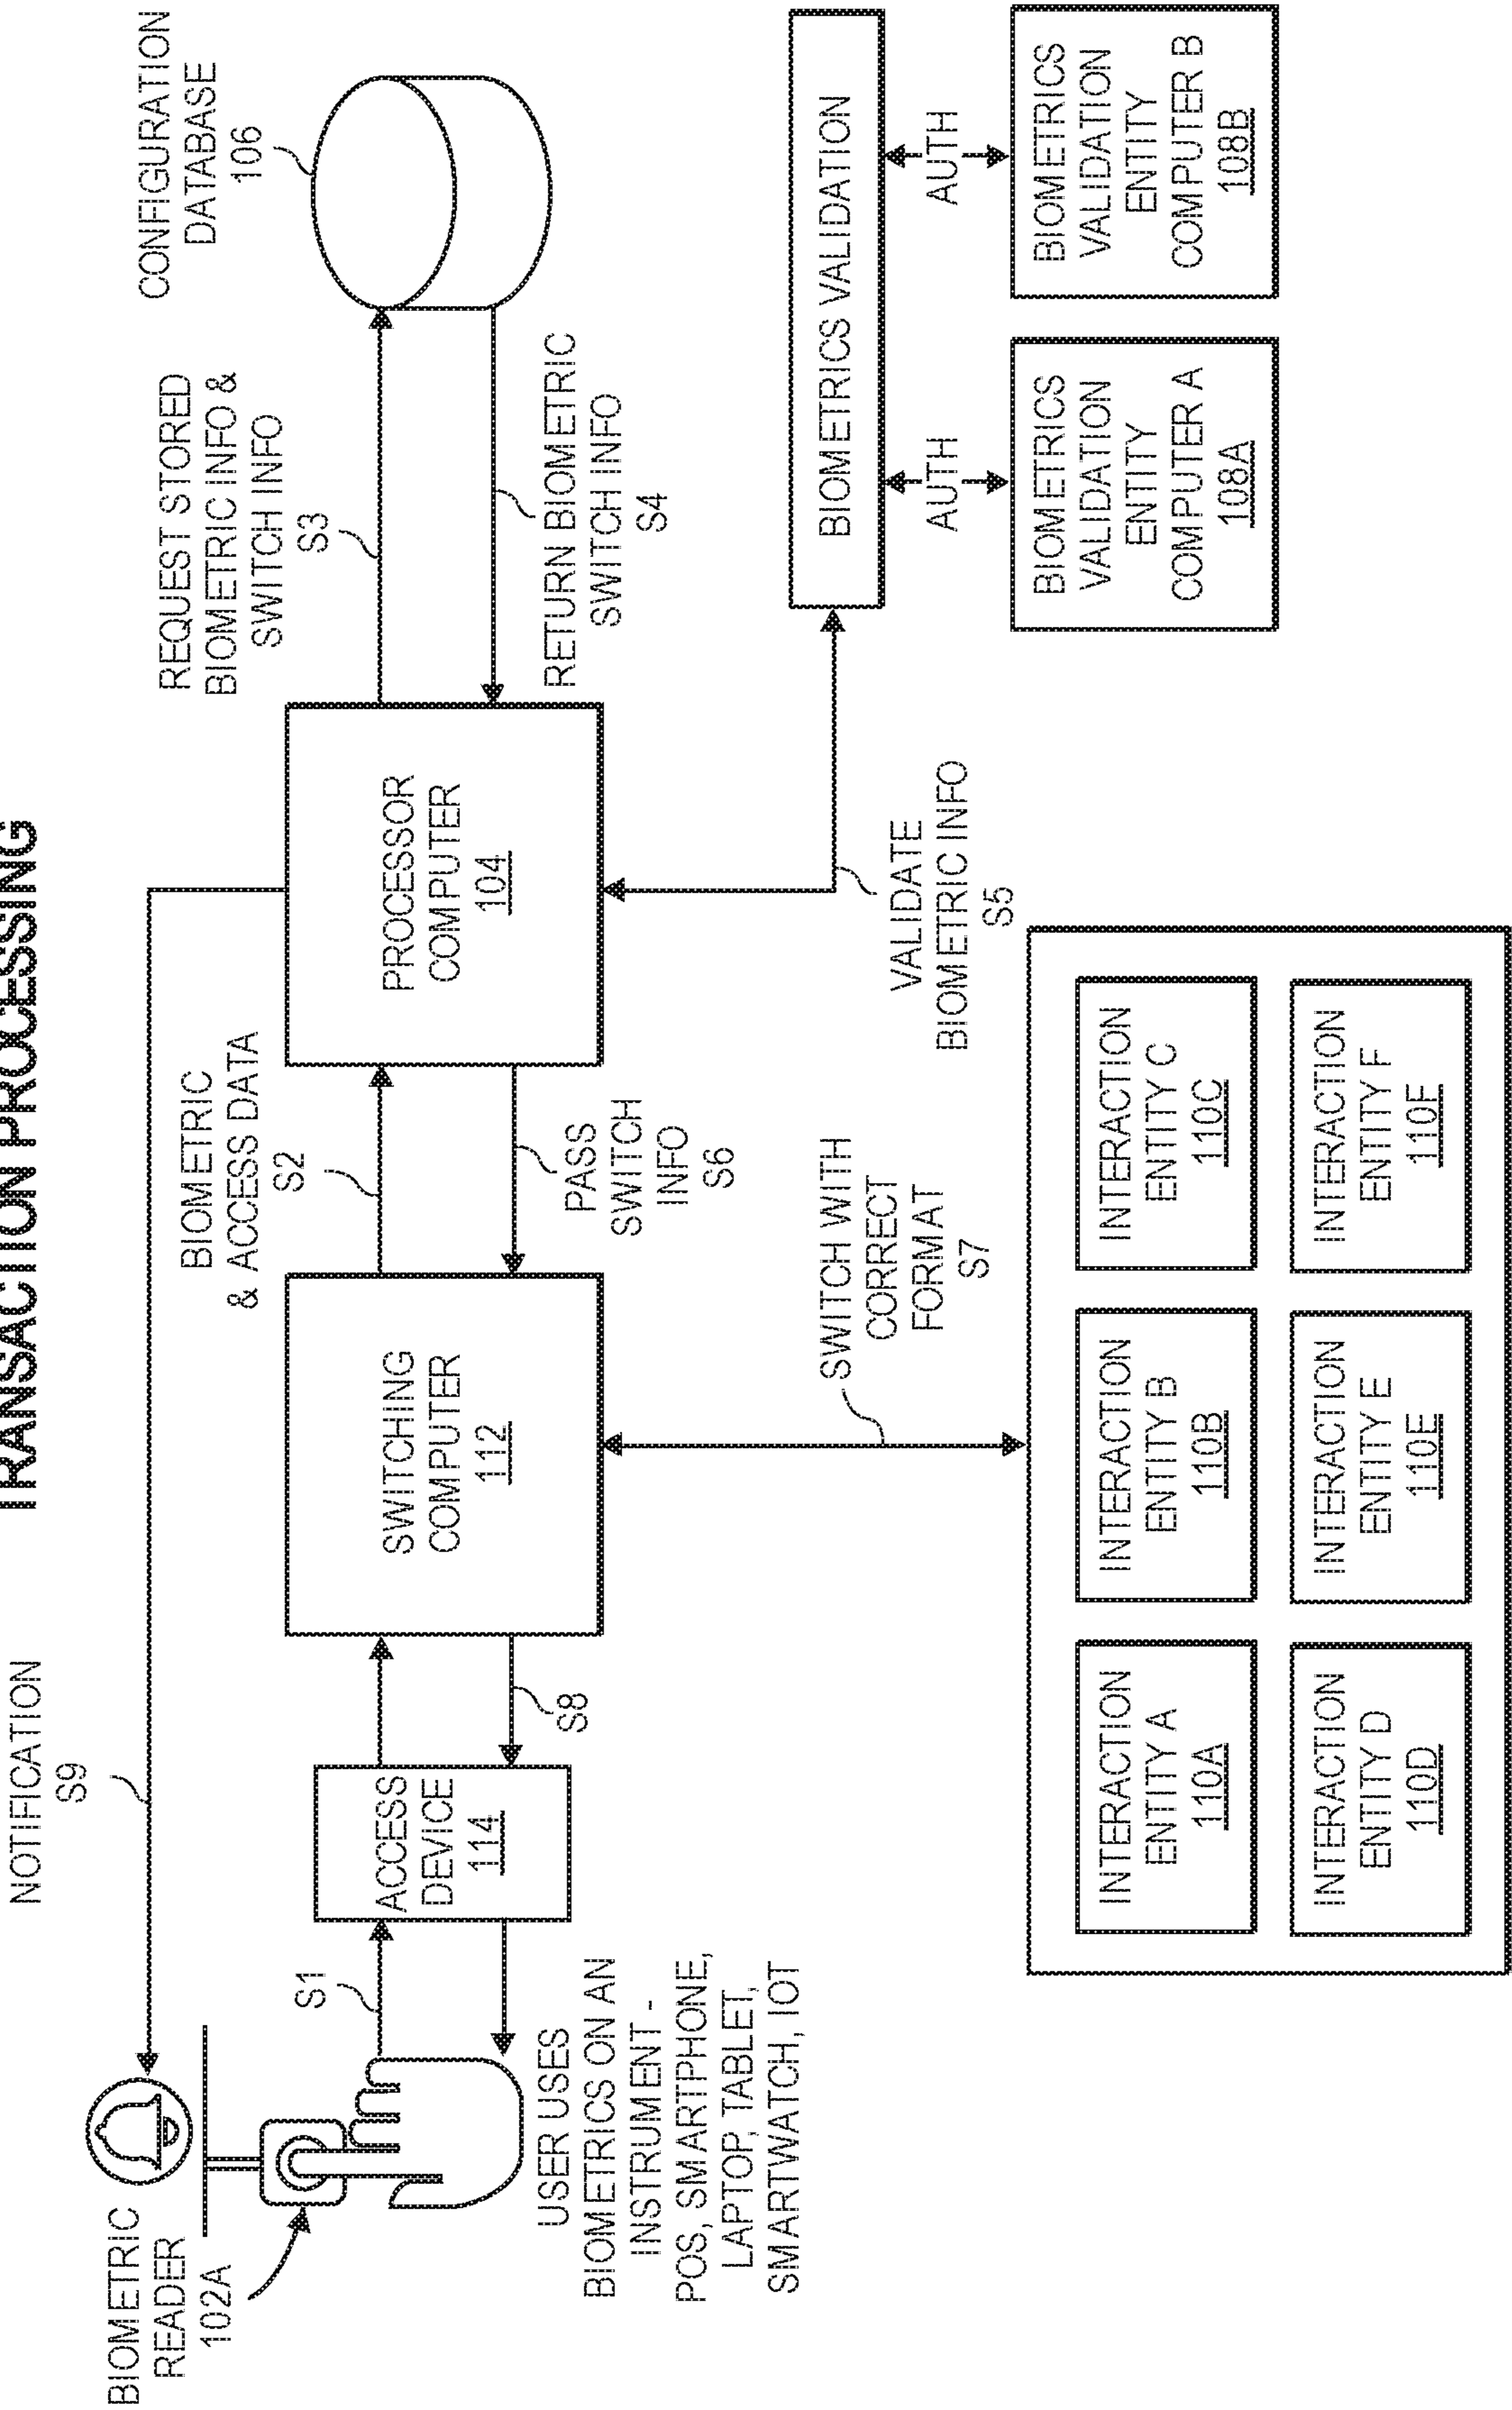 TRANSACTION PROCESSING
NOTIFICATION
S9
BIOMETRIC
READER
102A
S1
USER USES
BIOMETRICS ON AN
INSTRUMENT -
POS, SMARTPHONE,
LAPTOP, TABLET,
SMARTWATCH, IOT
ACCESS
DEVICE
114
S8
SWITCHING
COMPUTER
112
BIOMETRIC
& ACCESS DATA
S2
PASS
SWITCH
INFO
S6
PROCESSOR
COMPUTER
104
REQUEST STORED
BIOMETRIC INFO &
SWITCH INFO
S3
RETURN BIOMETRIC
SWITCH INFO
S4
CONFIGURATION
DATABASE
106
SWITCH WITH
CORRECT
FORMAT
S7
VALIDATE
BIOMETRIC INFO
S5
BIOMETRICS VALIDATION
AUTH
AUTH
BIOMETRICS
VALIDATION
ENTITY
COMPUTER A
108A
BIOMETRICS
VALIDATION
ENTITY
COMPUTER B
108B
INTERACTION
ENTITY A
110A
INTERACTION
ENTITY B
110B
INTERACTION
ENTITY C
110C
INTERACTION
ENTITY D
110D
INTERACTION
ENTITY E
110E
INTERACTION
ENTITY F
110F